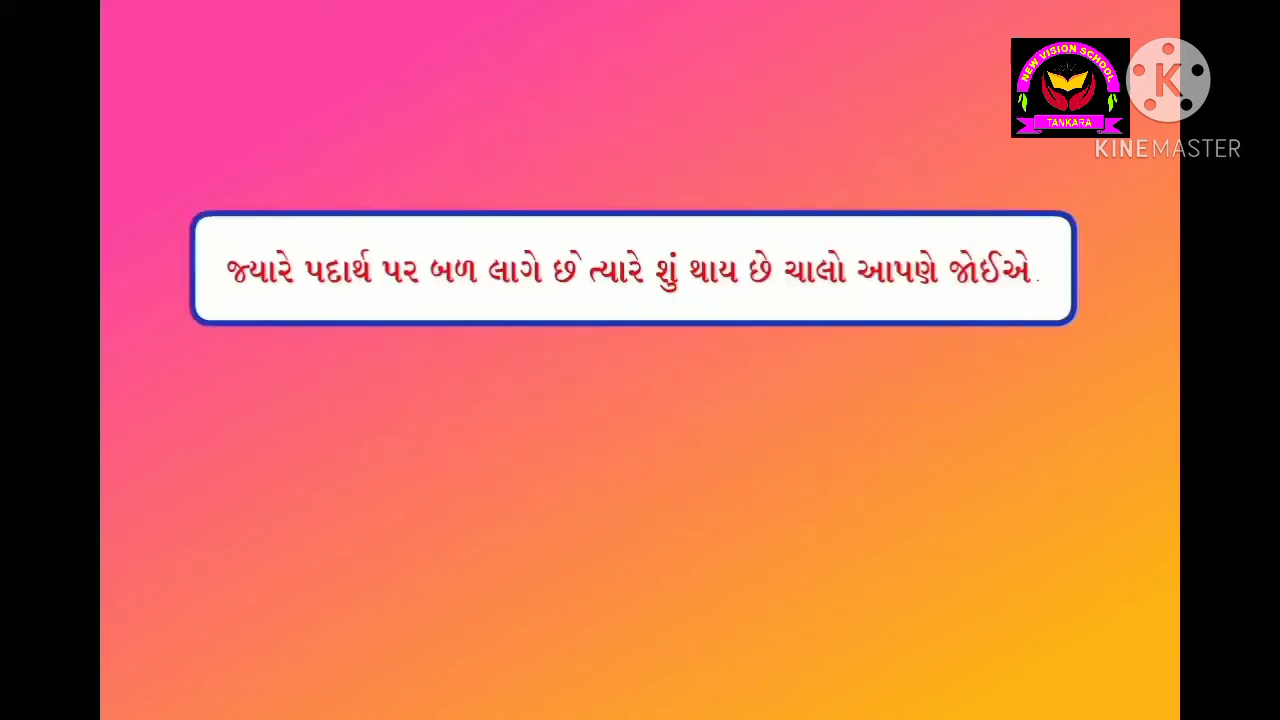 NEW VISION SCHOOL
TANKARA
KINEMASTER
જ્યારે પદાર્થ પર બળ લાગે છે ત્યારે શું થાય છે ચાલો આપણે જોઈએ.